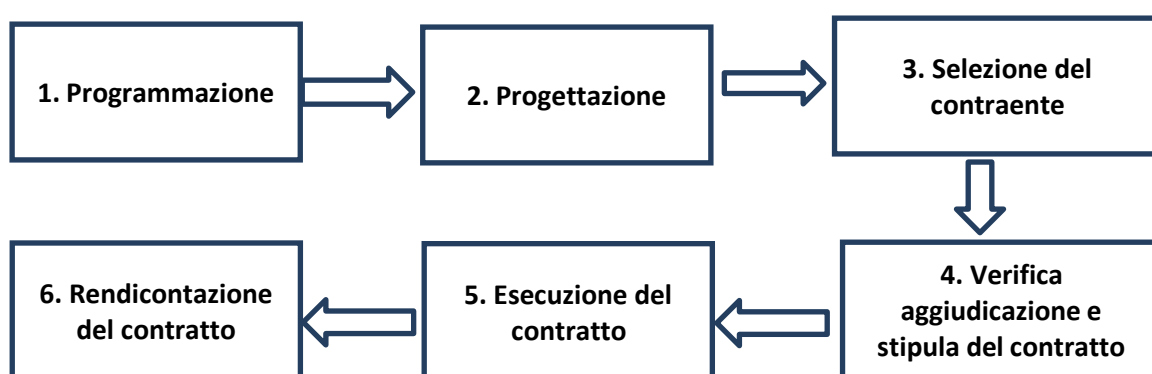 1. Programmazione
2. Progettazione
3. Selezione del
contraente
4. Verifica
aggiudicazione e
stipula del contratto
5. Esecuzione del
contratto
6. Rendicontazione
del contratto